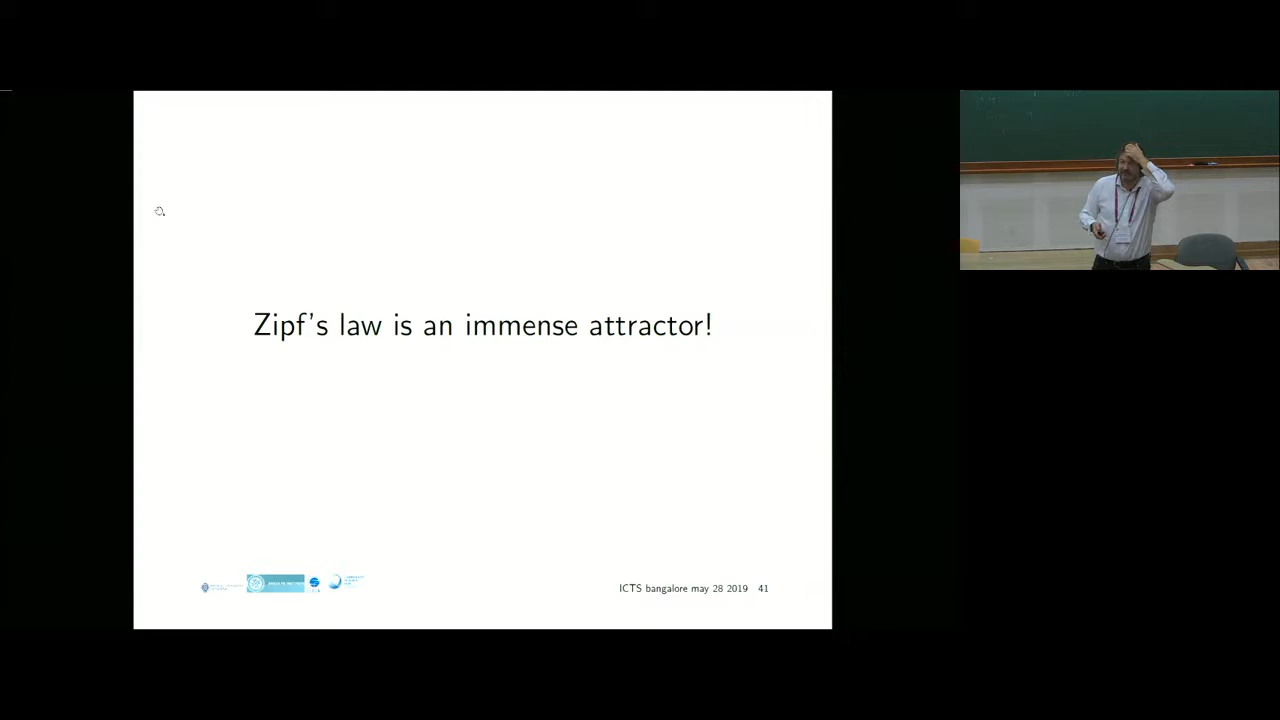 Zipf's law is an immense attractor!
ICTS bangalore may 28 2019 41